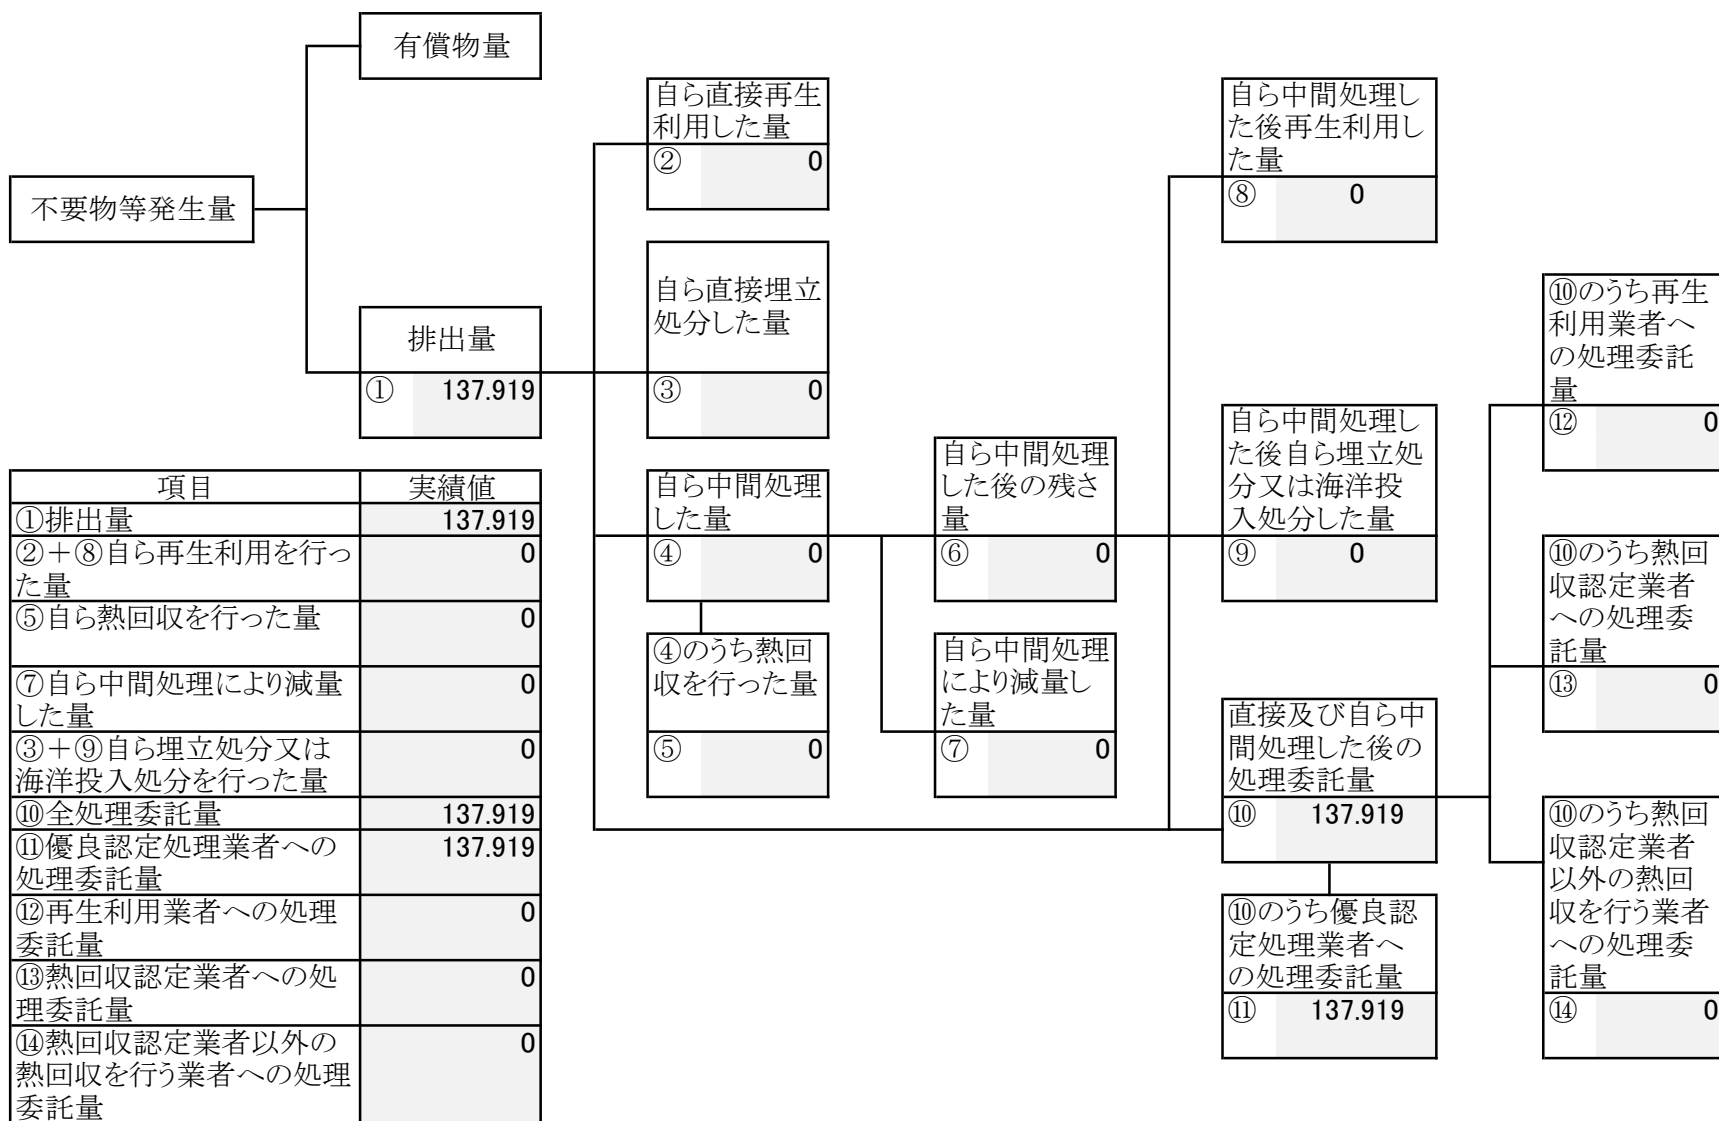 有償物量
不要物等発生量
排出量
① 137.919
自ら直接再生
利用した量
② 0
自ら直接埋立
処分した量
③ 0
自ら中間処理
した量
④ 0
④のうち熱回
収を行った量
⑤ 0
自ら中間処理
した後の残さ
量
⑥ 0
自ら中間処理
により減量し
た量
⑦ 0
自ら中間処理し
た後再生利用し
た量
⑧ 0
自ら中間処理し
た後自ら埋立処
分又は海洋投
入処分した量
⑨ 0
直接及び自ら中
間処理した後の
処理委託量
⑩ 137.919
⑩のうち優良認
定処理業者へ
の処理委託量
⑪ 137.919
⑩のうち再生
利用業者へ
の処理委託
量
⑫ 0
⑩のうち熱回
収認定業者
への処理委
託量
⑬ 0
⑩のうち熱回
収認定業者
以外の熱回
収を行う業者
への処理委
託量
⑭ 0
項目 実績値
①排出量 137.919
②＋⑧自ら再生利用を行っ 0
た量
⑤自ら熱回収を行った量 0
⑦自ら中間処理により減量 0
した量
③＋⑨自ら埋立処分又は 0
海洋投入処分を行った量
⑩全処理委託量 137.919
⑪優良認定処理業者への 137.919
処理委託量
⑫再生利用業者への処理 0
委託量
⑬熱回収認定業者への処 0
理委託量
⑭熱回収認定業者以外の 0
熱回収を行う業者への処理
委託量